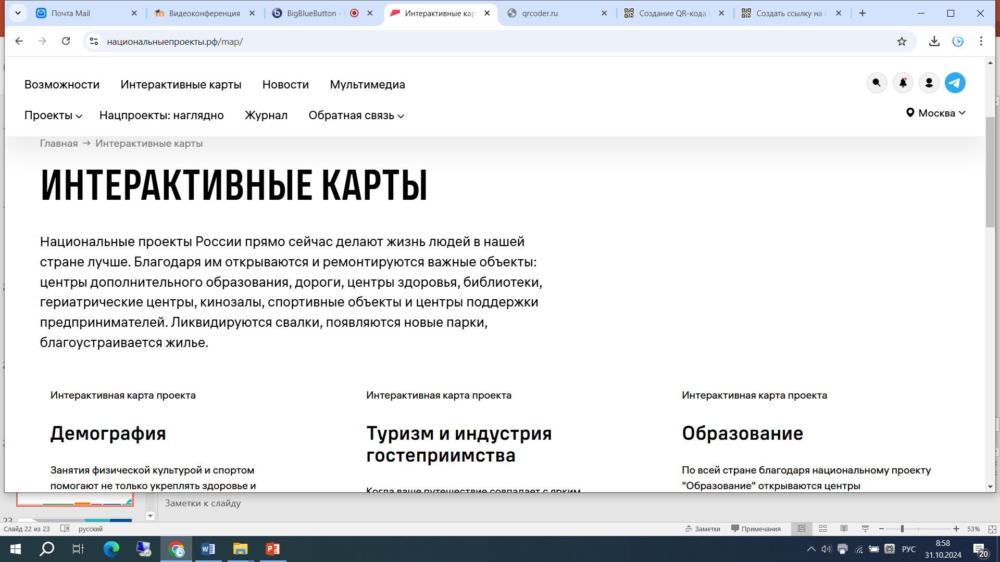 Почта Mail
Видеоконференция
BigBlueButton -
Интерактивные кар
qrcoder.ru
Создание QR-кода
Создать ссылку на
национальныепроекты.рф/map/
Возможности Интерактивные карты Новости Мультимедиа
Проекты Нацпроекты: наглядно Журнал Обратная связь
Москва
Главная → Интерактивные карты
ИНТЕРАКТИВНЫЕ КАРТЫ
Национальные проекты России прямо сейчас делают жизнь людей в нашей
стране лучше. Благодаря им открываются и ремонтируются важные объекты:
центры дополнительного образования, дороги, центры здоровья, библиотеки,
гериатрические центры, кинозалы, спортивные объекты и центры поддержки
предпринимателей. Ликвидируются свалки, появляются новые парки,
благоустраивается жилье.
Интерактивная карта проекта
Демография
Занятия физической культурой и спортом
помогают не только укреплять здоровье и
Интерактивная карта проекта
Туризм и индустрия
гостеприимства
Когда ваше путешествие совпадает с ярким
Интерактивная карта проекта
Образование
По всей стране благодаря национальному проекту
"Образование" открываются центры
Заметки к слайду
23
Слайд 22 из 23 русский
Заметки Примечания 53%
РУС
8:58
31.10.2024
20